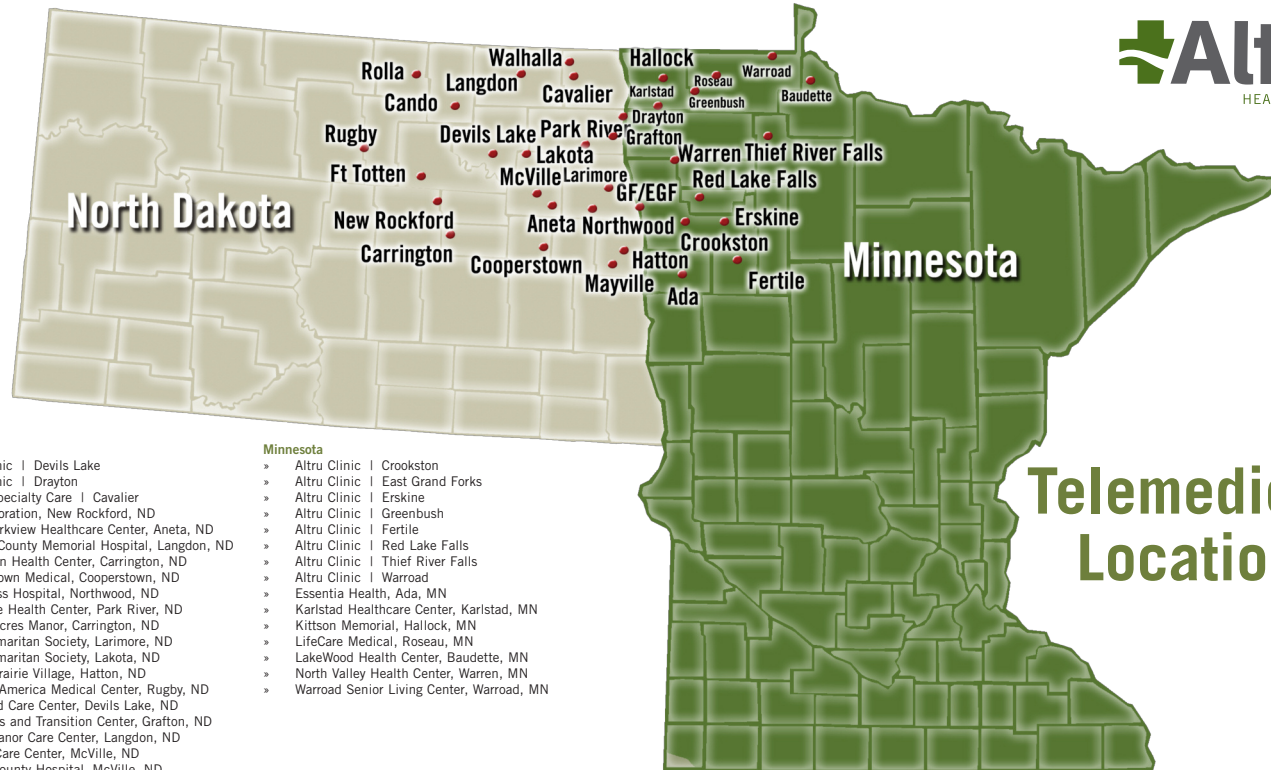 Alt
HEA
Walhalla
Hallock
Rolla
Langdon
Roseau
Warroad
Cavalier
Karlstad
Baudette
Cando
Greenbush
Drayton
Rugby
Devils Lake
Park River
Grafton
Lakota
Warren
Thief River Falls
Ft Totten
McVille
Larimore
Red Lake Falls
GF/EGF
North Dakota
New Rockford
Aneta
Northwood
Erskine
Carrington
Crookston
Cooperstown
Hatton
Minnesota
Mayville
Fertile
Ada
Telemedic
Locatio
nic | Devils Lake
nic | Drayton
pecialty Care | Cavalier
oration, New Rockford, ND
rkview Healthcare Center, Aneta, ND
County Memorial Hospital, Langdon, ND
n Health Center, Carrington, ND
own Medical, Cooperstown, ND
ss Hospital, Northwood, ND
e Health Center, Park River, ND
cres Manor, Carrington, ND
maritan Society, Larimore, ND
maritan Society, Lakota, ND
rairie Village, Hatton, ND
America Medical Center, Rugby, ND
d Care Center, Devils Lake, ND
s and Transition Center, Grafton, ND
anor Care Center, Langdon, ND
Care Center, McVille, ND
ounty Hospital, McVille, ND
Minnesota
» Altru Clinic | Crookston
» Altru Clinic | East Grand Forks
» Altru Clinic | Erskine
» Altru Clinic | Greenbush
» Altru Clinic | Fertile
» Altru Clinic | Red Lake Falls
» Altru Clinic | Thief River Falls
» Altru Clinic | Warroad
» Essentia Health, Ada, MN
» Karlstad Healthcare Center, Karlstad, MN
» Kittson Memorial, Hallock, MN
» LifeCare Medical, Roseau, MN
» LakeWood Health Center, Baudette, MN
» North Valley Health Center, Warren, MN
» Warroad Senior Living Center, Warroad, MN